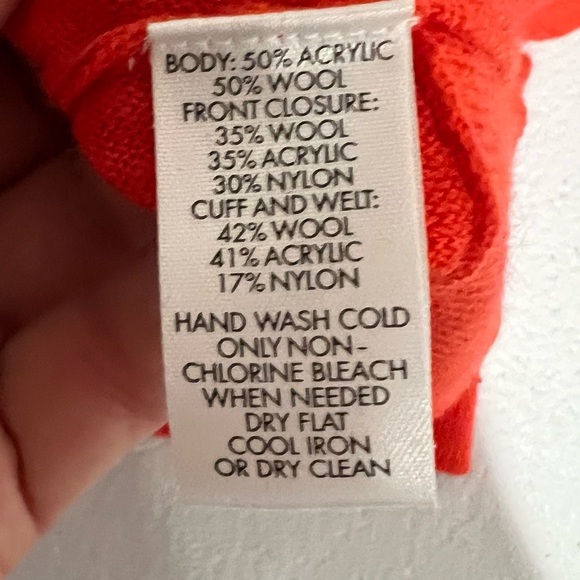 BODY: 50% ACRYLIC
50% WOOL
FRONT CLOSURE:
35% WOOL
35% ACRYLIC
30% NYLON
CUFF AND WELT:
42% WOOL
41% ACRYLIC
17% NYLON
HAND WASH COLD
ONLY NON-
CHLORINE BLEACH
WHEN NEEDED
DRY FLAT
COOL IRON
OR DRY CLEAN